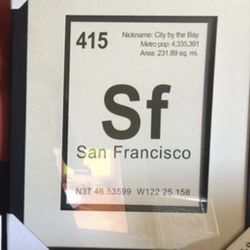 415
Nickname: City by the Bay
Metro pop: 4,335,391
Area: 231.89 sq. mi.
Sf
San Francisco
N37 46.53599 W122 25.158